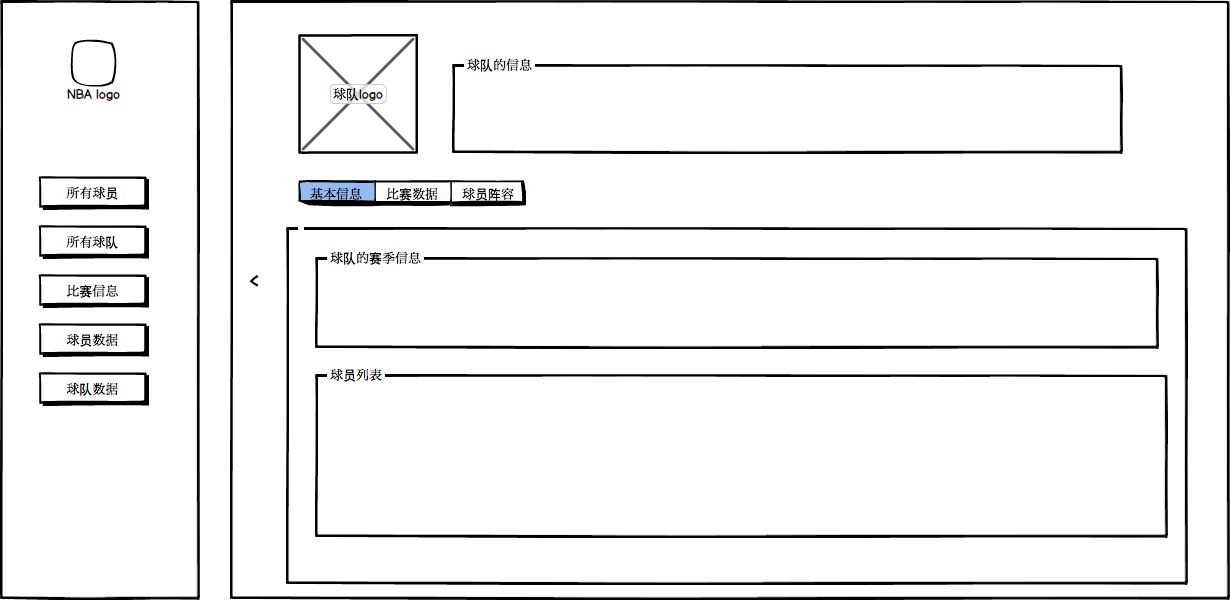 NBA logo
所有球员
所有球队
比赛信息
球员数据
球队数据
球队logo
球队的信息
基本信息
比赛数据
球员阵容
<
球队的赛季信息
球员列表